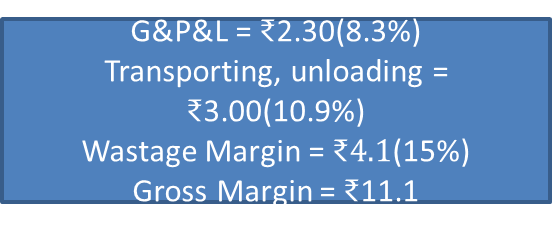 G&P&L = ₹2.30(8.3%)
Transporting, unloading =
₹3.00(10.9%)
Wastage Margin = ₹4.1(15%)
Gross Margin = ₹11.1